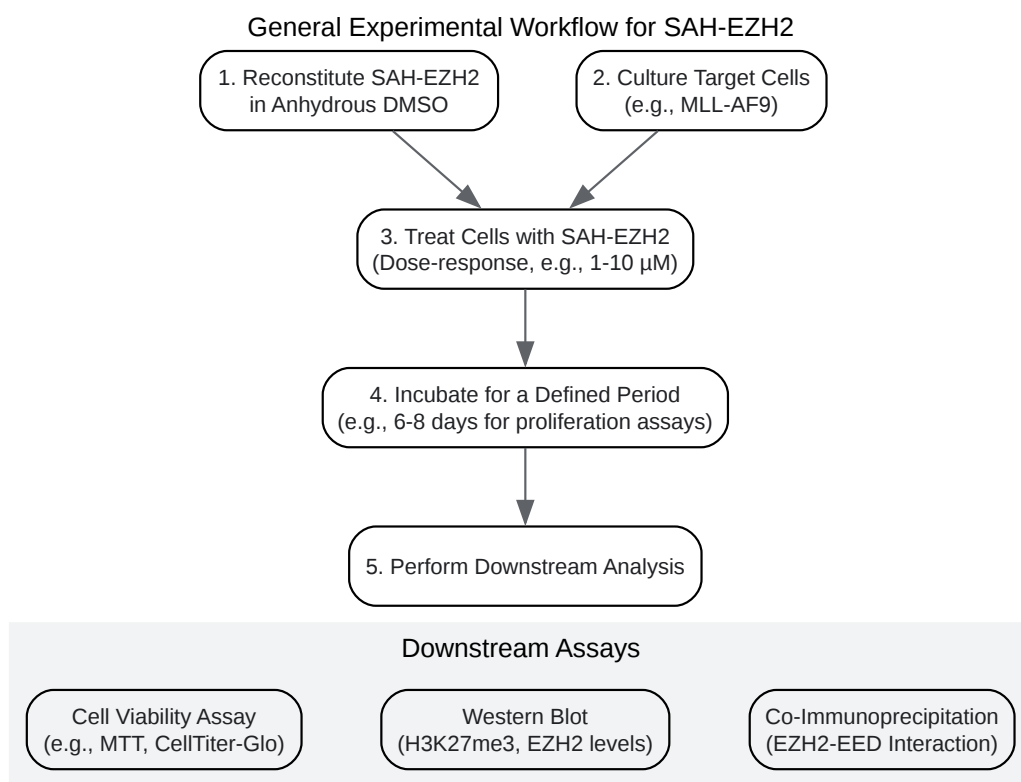 General Experimental Workflow for SAH-EZH2
1. Reconstitute SAH-EZH2
in Anhydrous DMSO
2. Culture Target Cells
(e.g., MLL-AF9)
3. Treat Cells with SAH-EZH2
(Dose-response, e.g., 1-10 µM)
4. Incubate for a Defined Period
(e.g., 6-8 days for proliferation assays)
5. Perform Downstream Analysis
Downstream Assays
Cell Viability Assay
(e.g., MTT, CellTiter-Glo)
Western Blot
(H3K27me3, EZH2 levels)
Co-Immunoprecipitation
(EZH2-EED Interaction)